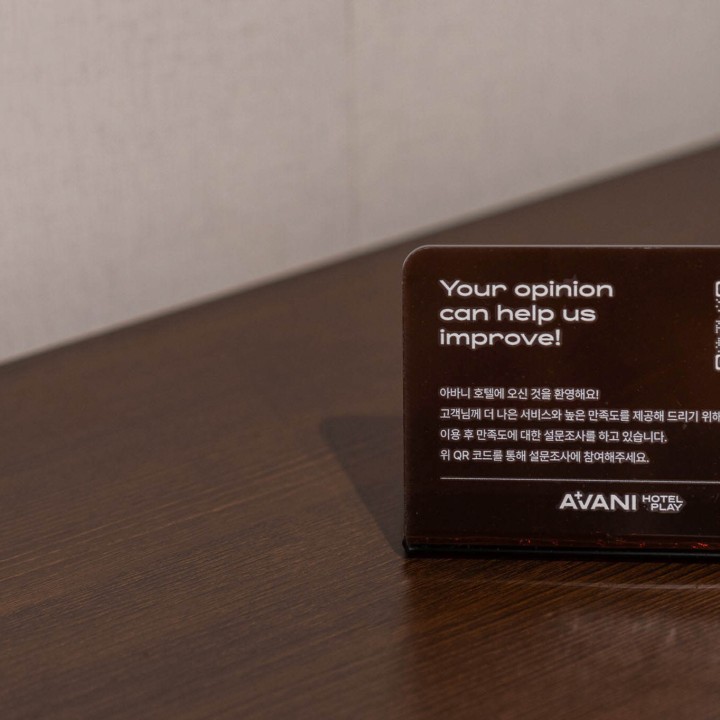 Your opinion
can help us
improve!
아바니 호텔에 오신 것을 환영해요!
고객님께 더 나은 서비스와 높은 만족도를 제공해 드리기 위해
이용 후 만족도에 대한 설문조사를 하고 있습니다.
위 QR 코드를 통해 설문조사에 참여해주세요.
AVANI HOTEL
PLAY